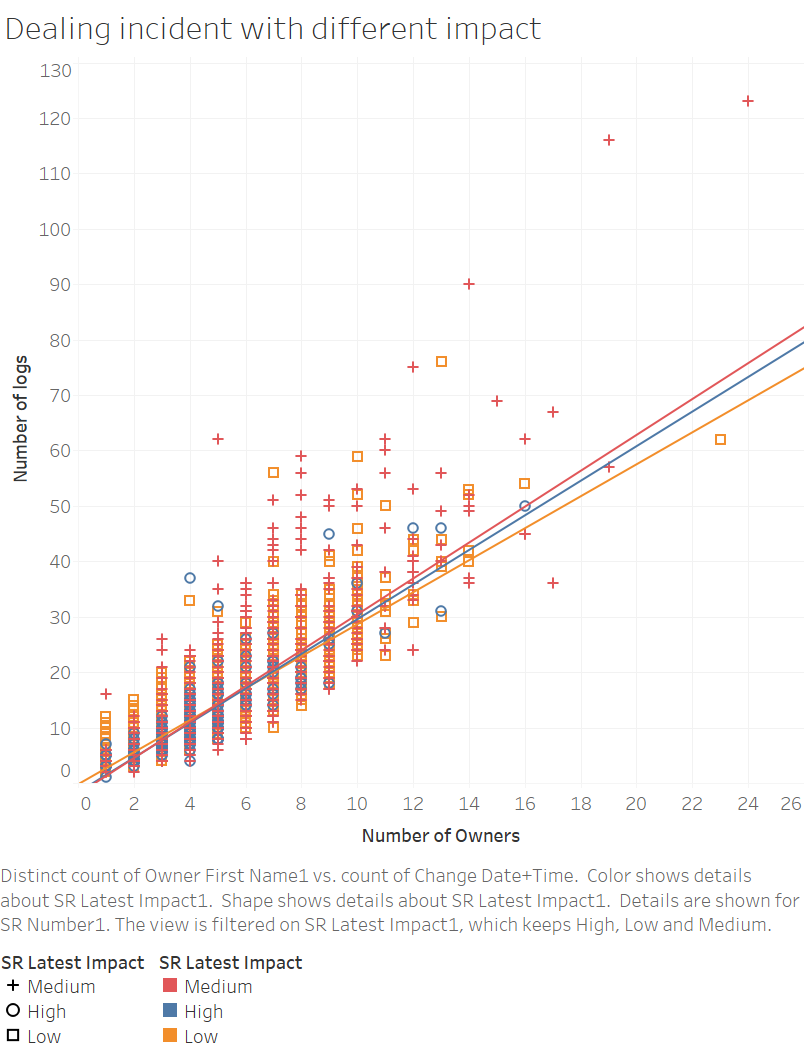 Dealing incident with different impact
130
120
110
100
90
80
70
60
50
40
30
20
10
0
Number of logs
0 2 4 6 8 10 12 14 16 18 20 22 24 26
Number of Owners
Distinct count of Owner First Name1 vs. count of Change Date+Time. Color shows details
about SR Latest Impact1. Shape shows details about SR Latest Impact1. Details are shown for
SR Number1. The view is filtered on SR Latest Impact1, which keeps High, Low and Medium.
SR Latest Impact SR Latest Impact
Medium Medium
High High
Low Low